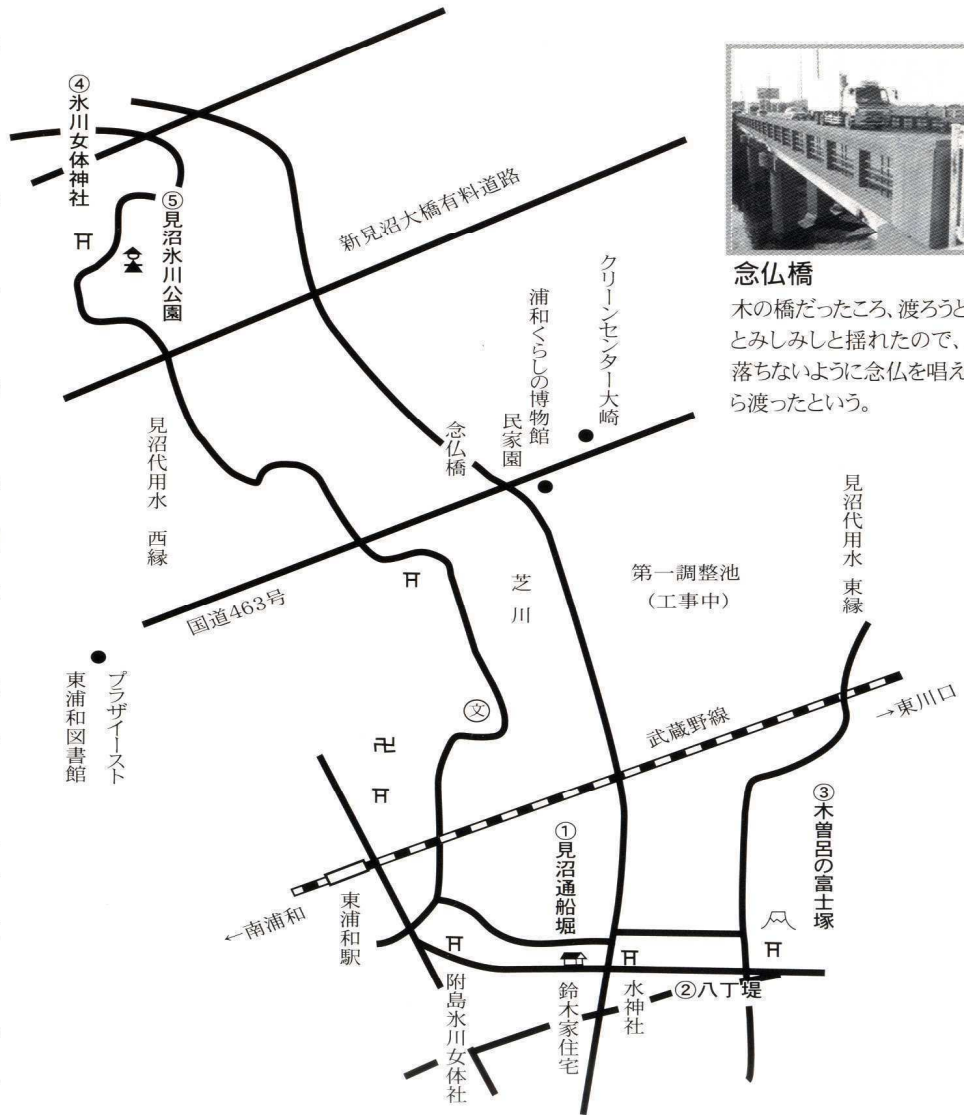 ④氷川女体神社
⑤見沼氷川公園
新見沼大橋有料道路
クリーンセンター大崎
浦和くらしの博物館
民家園
念仏橋
見沼代用水 西縁
国道463号
芝川
第一調整池
(工事中)
見沼代用水 東縁
プラザイースト
東浦和図書館
文
武蔵野線
→東川口
←南浦和
東浦和駅
①見沼通船堀
③木曽呂の富士塚
②八丁堤
附島氷川女体社
鈴木家住宅
水神社
念仏橋
木の橋だったころ、渡ろうと
とみしみしと揺れたので、
落ちないように念仏を唱え
ら渡ったという。